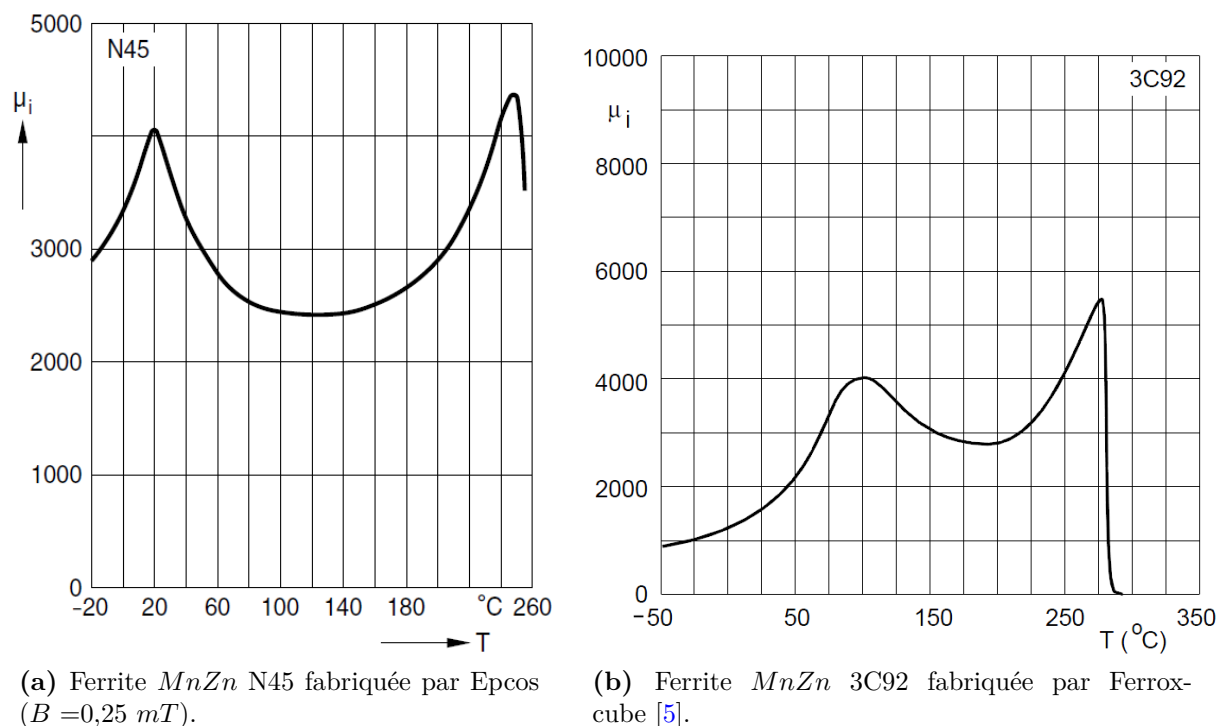 5000
N45
μi
3000
2000
1000
0
-20 20 60 100 140 180 °C 260
T
(a) Ferrite MnZn N45 fabriquée par Epcos
(B =0,25 mT).
10000
3C92
μ i
8000
6000
4000
2000
0
−50 50 150 250 350
T (°C)
(b) Ferrite MnZn 3C92 fabriquée par Ferrox-
cube [5].